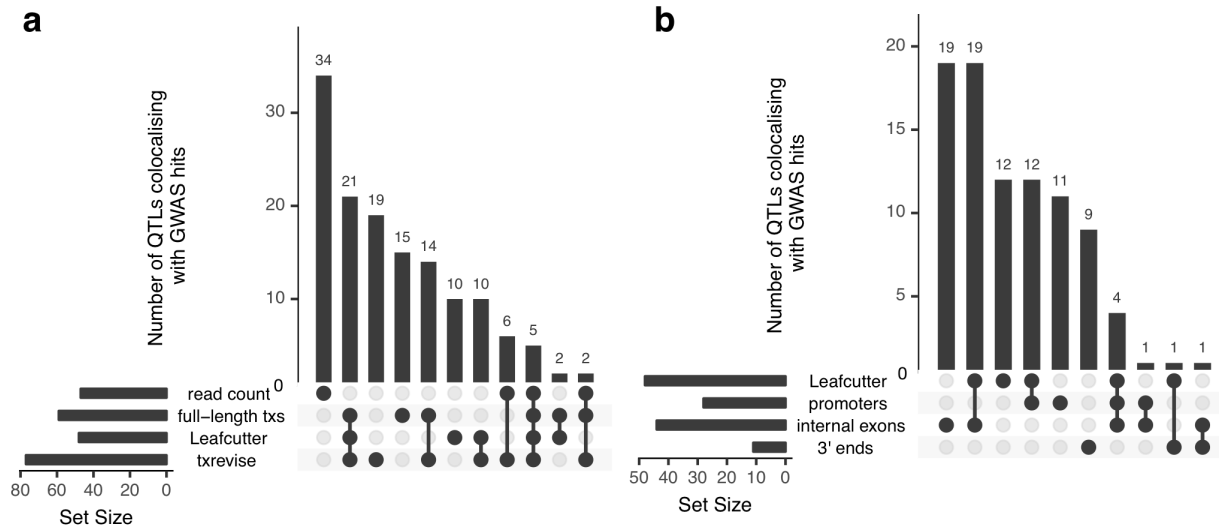 a
Number of QTLs colocalising
with GWAS hits
30
20
10
0
34
21
19
15
14
10
10
6
5
2
2
read count
full−length txs
Leafcutter
txrevise
80 60 40 20 0
Set Size
b
Number of QTLs colocalising
with GWAS hits
20
15
10
5
0
19
19
12
12
11
9
4
1
1
1
Leafcutter
promoters
internal exons
3' ends
50 40 30 20 10 0
Set Size